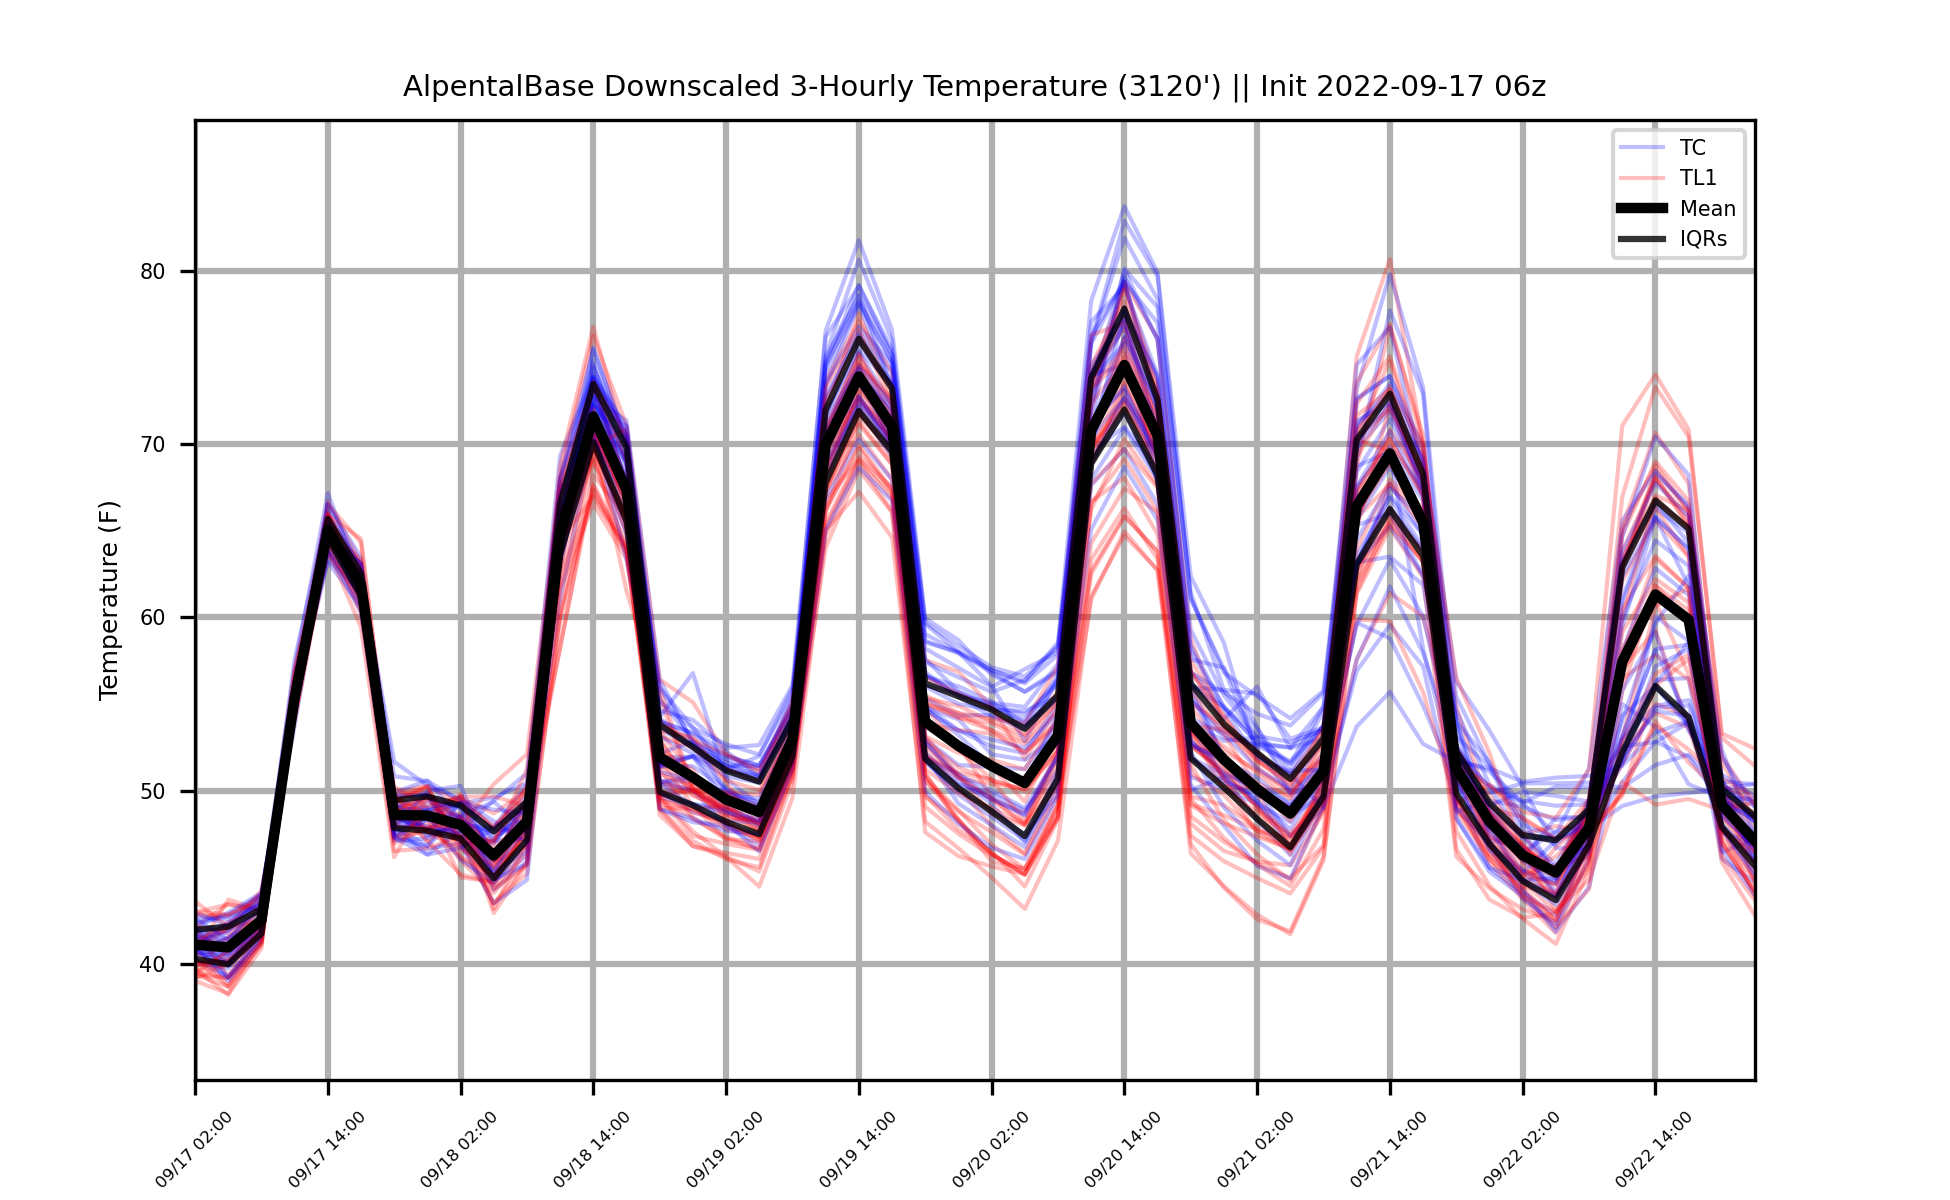 AlpentalBase Downscaled 3-Hourly Temperature (3120') || Init 2022-09-17 06z
TC
TL1
Mean
IQRs
Temperature (F)
80
70
60
50
40
09/17 02:00
09/17 14:00
09/18 02:00
09/18 14:00
09/19 02:00
09/19 14:00
09/20 02:00
09/20 14:00
09/21 02:00
09/21 14:00
09/22 02:00
09/22 14:00